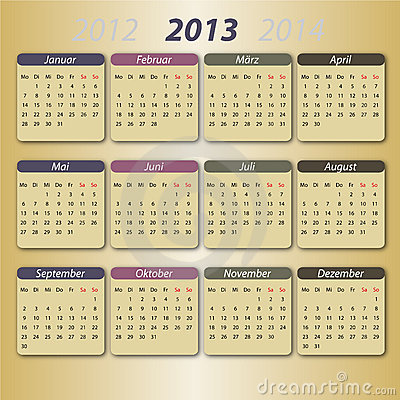 2012 2013 2014
Januar
Mo Di Mi Do Fr Sa So
1 2 3 4 5 6
7 8 9 10 11 12 13
14 15 16 17 18 19 20
21 22 23 24 25 26 27
28 29 30 31
Februar
Mo Di Mi Do Fr Sa So
1 2 3
4 5 6 7 8 9 10
11 12 13 14 15 16 17
18 19 20 21 22 23 24
25 26 27 28
März
Mo Di Mi Do Fr Sa So
1 2 3
4 5 6 7 8 9 10
11 12 13 14 15 16 17
18 19 20 21 22 23 24
25 26 27 28 29 30 31
April
Mo Di Mi Do Fr Sa So
1 2 3 4 5 6 7
8 9 10 11 12 13 14
15 16 17 18 19 20 21
22 23 24 25 26 27 28
29 30
Mai
Mo Di Mi Do Fr Sa So
1 2 3 4 5
6 7 8 9 10 11 12
13 14 15 16 17 18 19
20 21 22 23 24 25 26
27 28 29 30 31
Juni
Mo Di Mi Do Fr Sa So
1 2
3 4 5 6 7 8 9
10 11 12 13 14 15 16
17 18 19 20 21 22 23
24 25 26 27 28 29 30
Juli
Mo Di Mi Do Fr Sa So
1 2 3 4 5 6 7
8 9 10 11 12 13 14
15 16 17 18 19 20 21
22 23 24 25 26 27 28
29 30 31
August
Mo Di Mi Do Fr Sa So
1 2 3 4
5 6 7 8 9 10 11
12 13 14 15 16 17 18
19 20 21 22 23 24 25
26 27 28 29 30 31
September
Mo Di Mi Do Fr Sa So
1
2 3 4 5 6 7 8
9 10 11 12 13 14 15
16 17 18 19 20 21 22
23 24 25 26 27 28 29
30
Oktober
Mo Di Mi Do Fr Sa So
1 2 3 4 5 6
7 8 9 10 11 12 13
14 15 16 17 18 19 20
21 22 23 24 25 26 27
28 29 30 31
November
Mo Di Mi Do Fr Sa So
1 2 3
4 5 6 7 8 9 10
11 12 13 14 15 16 17
18 19 20 21 22 23 24
25 26 27 28 29 30
Dezember
Mo Di Mi Do Fr Sa So
1
2 3 4 5 6 7 8
9 10 11 12 13 14 15
16 17 18 19 20 21 22
23 24 25 26 27 28 29
30 31
dreamstime.com